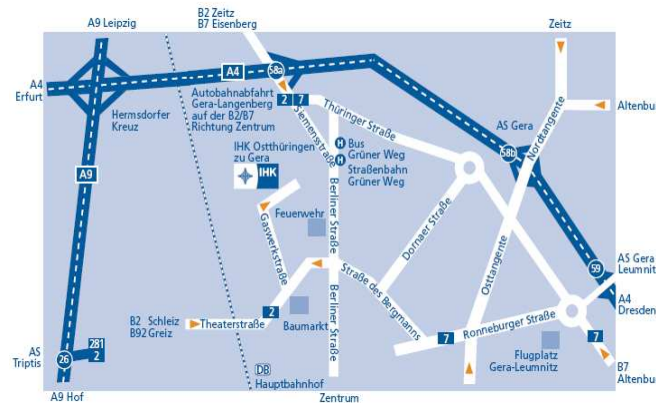 A9 Leipzig
B2 Zeitz
B7 Eisenberg
Zeitz
A4
Erfurt
A4
58a
Hermsdorfer
Kreuz
Autobahnabfahrt
Gera-Langenberg
auf der B2/B7
Richtung Zentrum
2
7
Siemensstraße
Thüringer Straße
AS Gera
58b
Nordtangente
Altenbu
IHK Ostthüringen
zu Gera
IHK
H Bus
Grüner Weg
H Straßenbahn
Grüner Weg
A9
Feuerwehr
Gaswerkstraße
Berliner Straße
Dornaer Straße
Osttangente
AS Gera
Leumnit
59
A4
Dresden
Straße des Bergmanns
B2 Schleiz
B92 Greiz
Theaterstraße
2
Baumarkt
Berliner Straße
7
Ronneburger Straße
7
B7
Altenbu
Flugplatz
Gera-Leumnitz
AS
Triptis
26
281
2
DB
Hauptbahnhof
A9 Hof
Zentrum